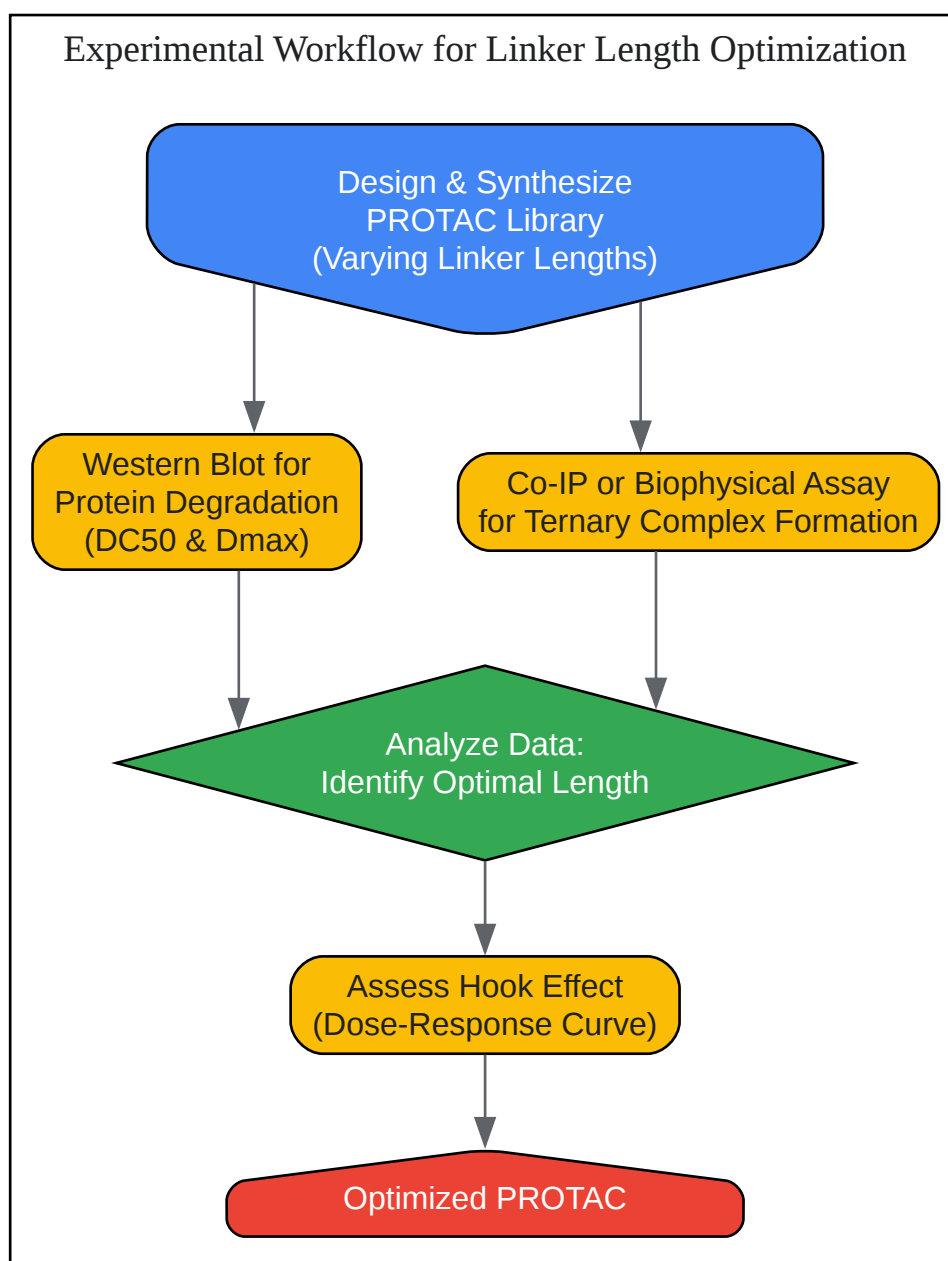 Experimental Workflow for Linker Length Optimization
Design & Synthesize
PROTAC Library
(Varying Linker Lengths)
Western Blot for
Protein Degradation
(DC50 & Dmax)
Co-IP or Biophysical Assay
for Ternary Complex Formation
Analyze Data:
Identify Optimal Length
Assess Hook Effect
(Dose-Response Curve)
Optimized PROTAC